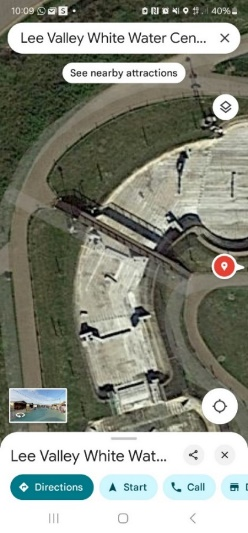 10:09
40%
Lee Valley White Water Cen...
See nearby attractions
Lee Valley White Wat...
Directions
Start
Call